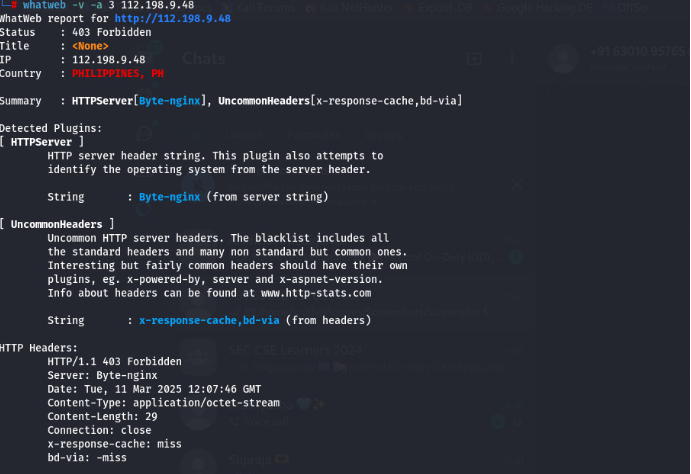 # whatweb -v -a 3 112.198.9.48
WhatWeb report for http://112.198.9.48
Status    : 403 Forbidden
Title     : <None>
IP        : 112.198.9.48
Country   : PHILIPPINES, PH
Summary   : HTTPServer[Byte-nginx], UncommonHeaders[x-response-cache,bd-via]
Detected Plugins:
[ HTTPServer ]
HTTP server header string. This plugin also attempts to
identify the operating system from the server header.
String       : Byte-nginx (from server string)
[ UncommonHeaders ]
Uncommon HTTP server headers. The blacklist includes all
the standard headers and many non standard but common ones.
Interesting but fairly common headers should have their own
plugins, eg. x-powered-by, server and x-aspnet-version.
Info about headers can be found at www.http-stats.com
String       : x-response-cache,bd-via (from headers)
HTTP Headers:
HTTP/1.1 403 Forbidden
Server: Byte-nginx
Date: Tue, 11 Mar 2025 12:07:46 GMT
Content-Type: application/octet-stream
Content-Length: 29
Connection: close
x-response-cache: miss
bd-via: -miss
Chats
SEC CSE Learners 2024